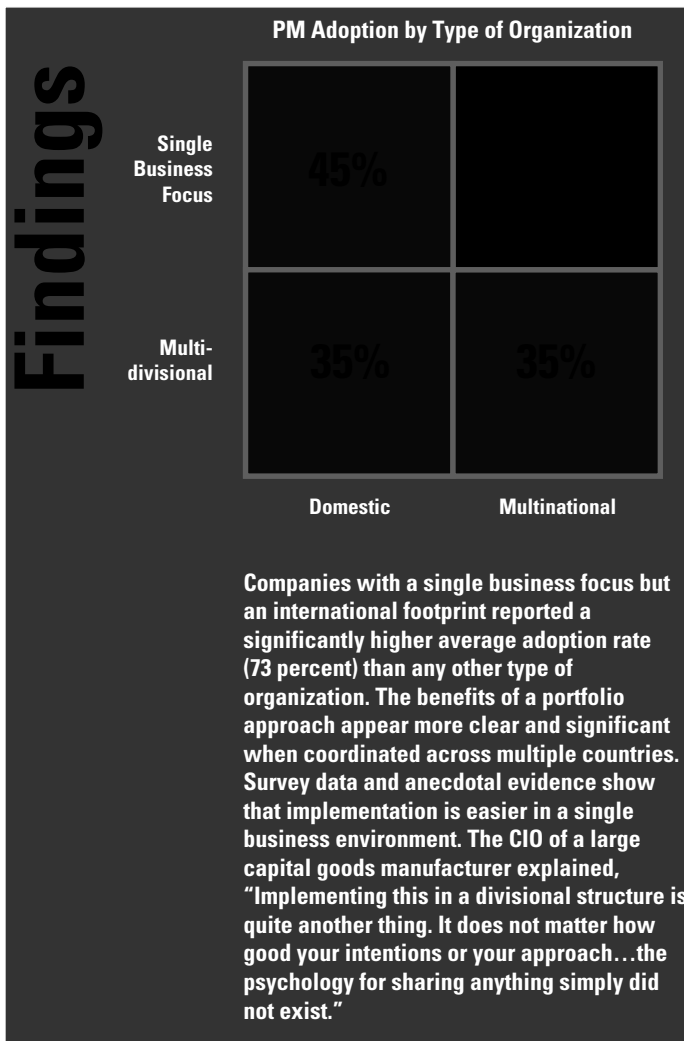 PM Adoption by Type of Organization
Findings
Single
Business
Focus
45%
Multi-
divisional
35%
35%
Domestic
Multinational
Companies with a single business focus but
an international footprint reported a
significantly higher average adoption rate
(73 percent) than any other type of
organization. The benefits of a portfolio
approach appear more clear and significant
when coordinated across multiple countries.
Survey data and anecdotal evidence show
that implementation is easier in a single
business environment. The CIO of a large
capital goods manufacturer explained,
“Implementing this in a divisional structure is
quite another thing. It does not matter how
good your intentions or your approach…the
psychology for sharing anything simply did
not exist.”